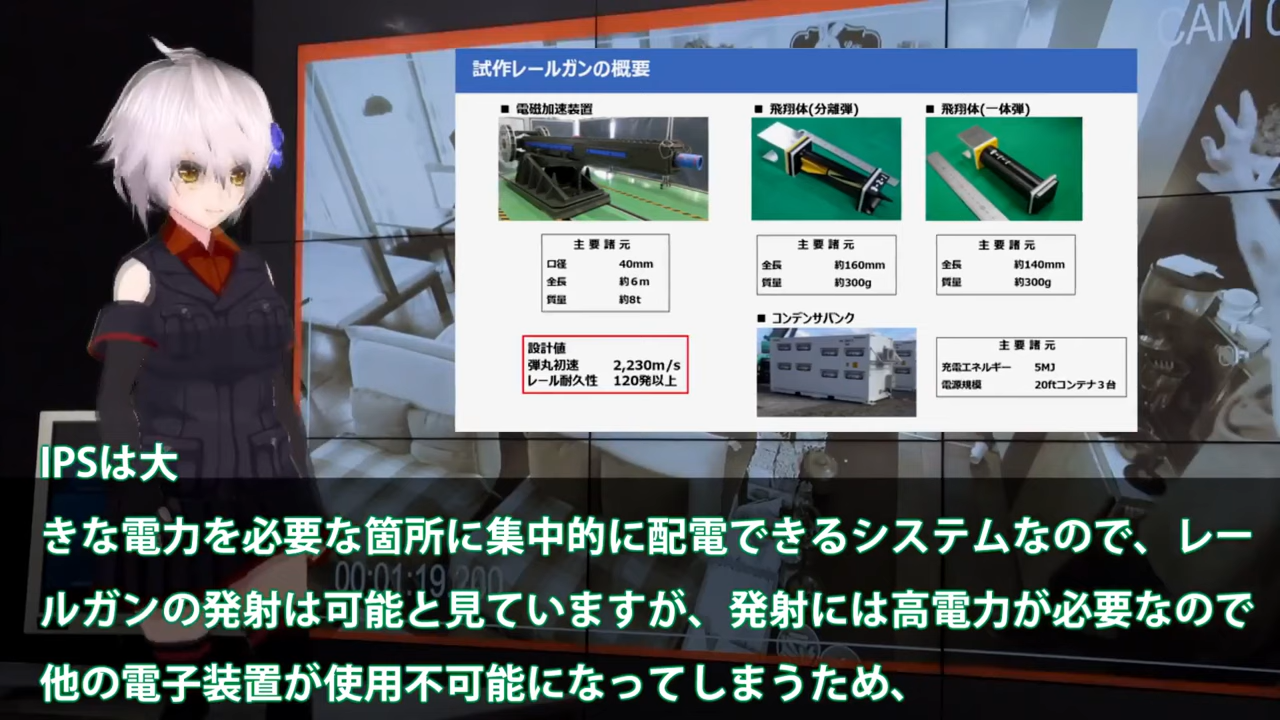 CAM
試作レールガンの概要
■ 電磁加速装置
■ 飛翔体(分離弾)
■ 飛翔体(一体弾)
主 要 諸 元
口径 40mm
全長 約6m
質量 約8t
主 要 諸 元
全長 約160mm
質量 約300g
主 要 諸 元
全長 約140mm
質量 約300g
設計値
弾丸初速 2,230m/s
レール耐久性 120発以上
■ コンデンサバンク
主 要 諸 元
充電エネルギー 5MJ
電源規模 20ftコンテナ3台
00:01:19.200
IPSは大
きな電力を必要な箇所に集中的に配電できるシステムなので、レー
ルガンの発射は可能と見ていますが、発射には高電力が必要なので
他の電子装置が使用不可能になってしまうため、